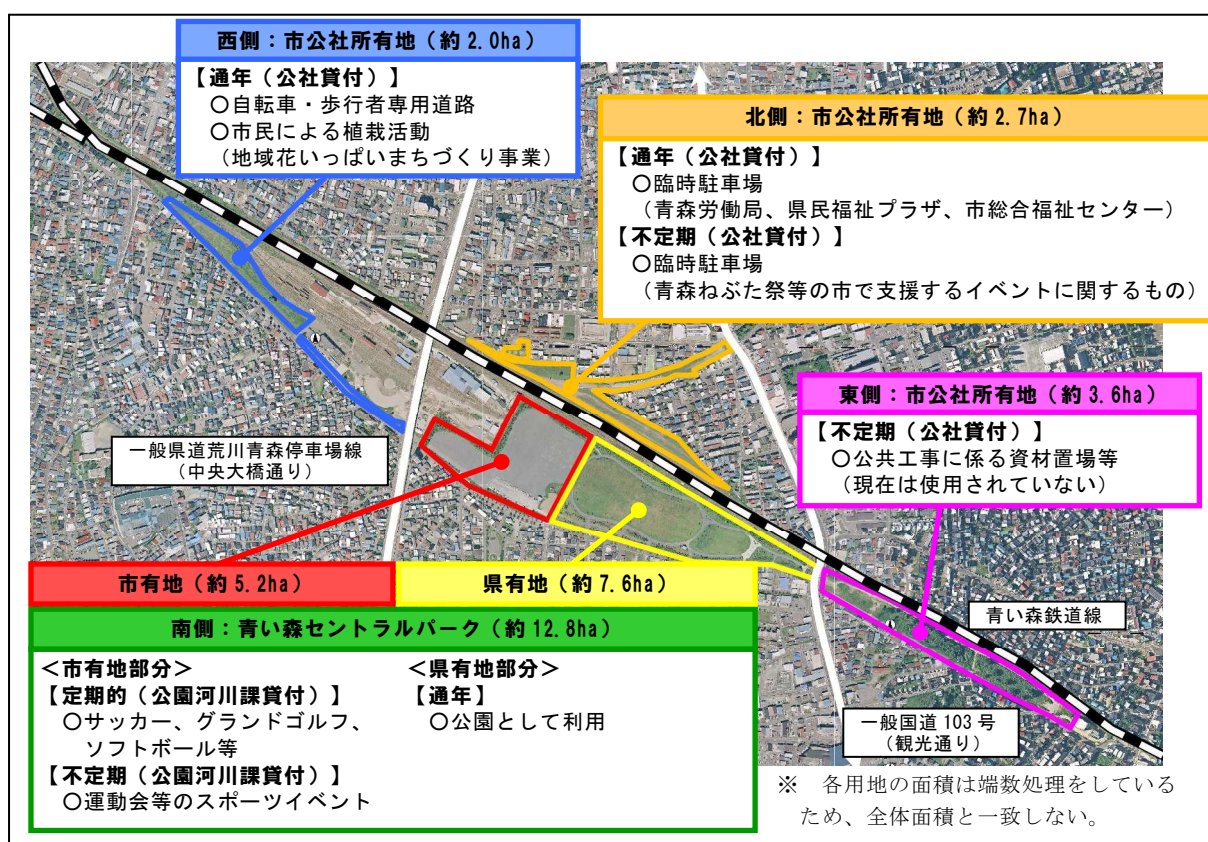 西側：市公社所有地（約 2.0ha）
【通年（公社貸付）】
〇自転車・歩行者専用道路
〇市民による植栽活動
（地域花いっぱいまちづくり事業）
北側：市公社所有地（約 2.7ha）
【通年（公社貸付）】
〇臨時駐車場
（青森労働局、県民福祉プラザ、市総合福祉センター）
【不定期（公社貸付）】
〇臨時駐車場
（青森ねぶた祭等の市で支援するイベントに関するもの）
東側：市公社所有地（約 3.6ha）
【不定期（公社貸付）】
〇公共工事に係る資材置場等
（現在は使用されていない）
一般県道荒川青森停車場線
（中央大橋通り）
青い森鉄道線
一般国道 103 号
（観光通り）
市有地（約 5.2ha）
県有地（約 7.6ha）
南側：青い森セントラルパーク（約 12.8ha）
＜市有地部分＞
【定期的（公園河川課貸付）】
〇サッカー、グランドゴルフ、
ソフトボール等
【不定期（公園河川課貸付）】
〇運動会等のスポーツイベント
＜県有地部分＞
【通年】
〇公園として利用
※　各用地の面積は端数処理をしている
ため、全体面積と一致しない。